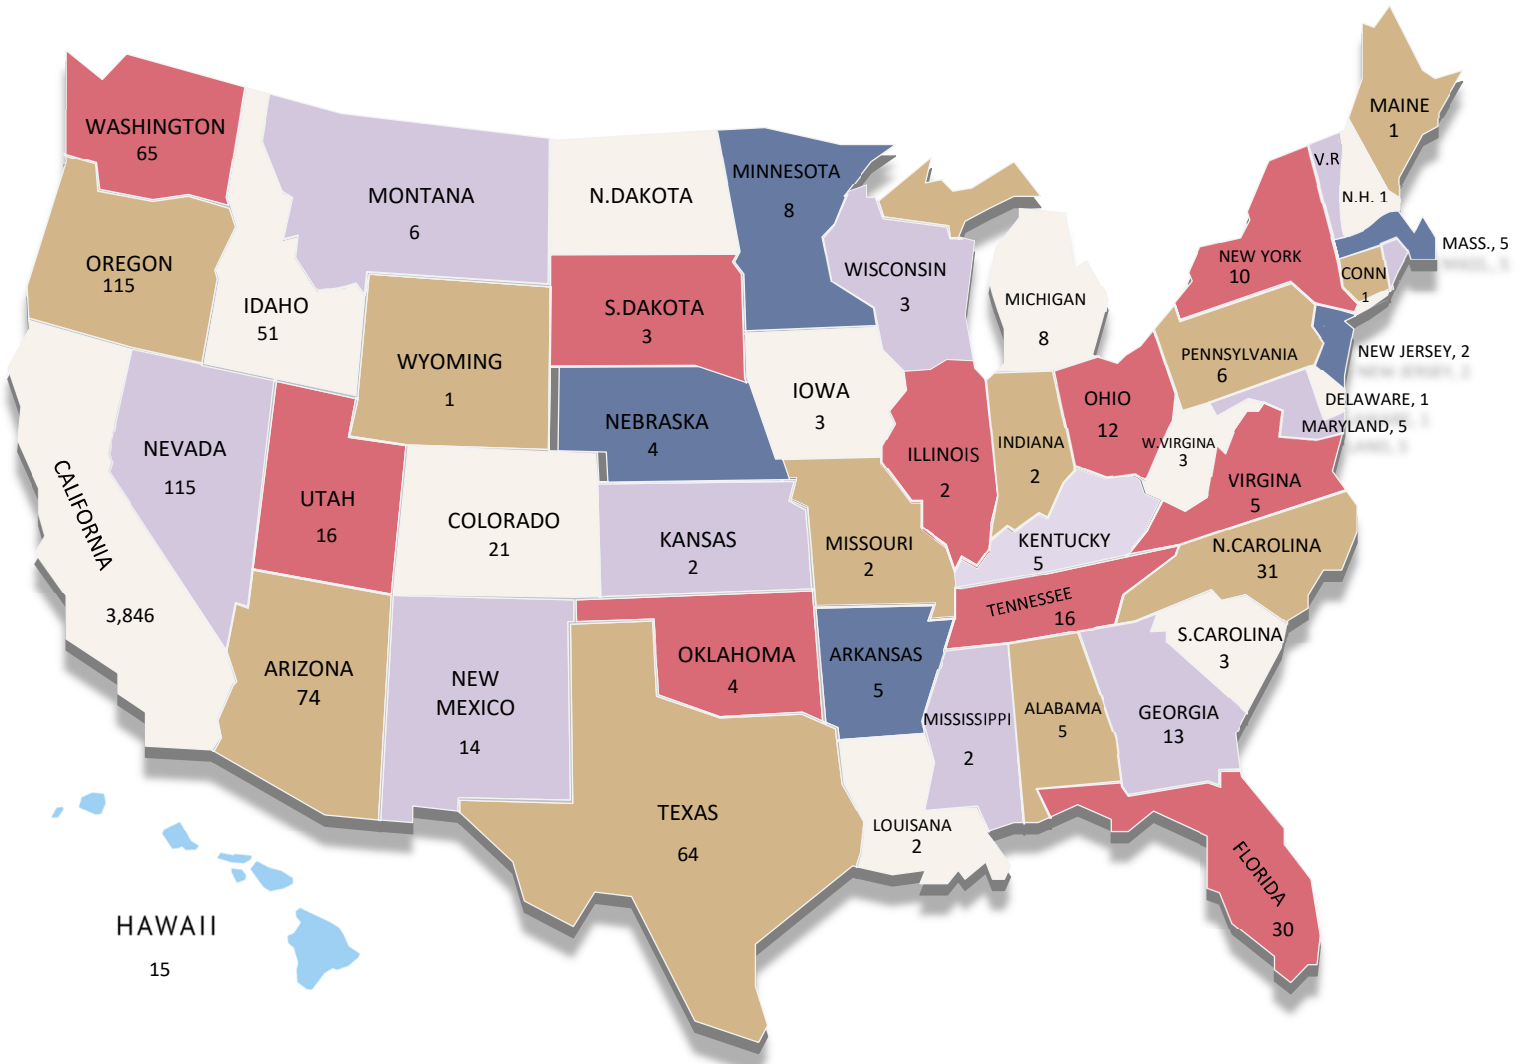 WASHINGTON
65
OREGON
115
IDAHO
51
MONTANA
6
N.DAKOTA
S.DAKOTA
3
WYOMING
1
NEBRASKA
4
MINNESOTA
8
WISCONSIN
3
MICHIGAN
8
IOWA
3
ILLINOIS
2
INDIANA
2
OHIO
12
PENNSYLVANIA
6
NEW YORK
10
V.R
N.H. 1
MAINE
1
MASS., 5
CONN
1
NEW JERSEY, 2
DELAWARE, 1
MARYLAND, 5
W.VIRGINA
3
VIRGINA
5
CALIFORNIA
3,846
NEVADA
115
UTAH
16
COLORADO
21
KANSAS
2
MISSOURI
2
KENTUCKY
5
N.CAROLINA
31
TENNESSEE
16
S.CAROLINA
3
ARIZONA
74
NEW
MEXICO
14
OKLAHOMA
4
ARKANSAS
5
MISSISSIPPI
2
ALABAMA
5
GEORGIA
13
TEXAS
64
LOUISANA
2
FLORIDA
30
HAWAII
15